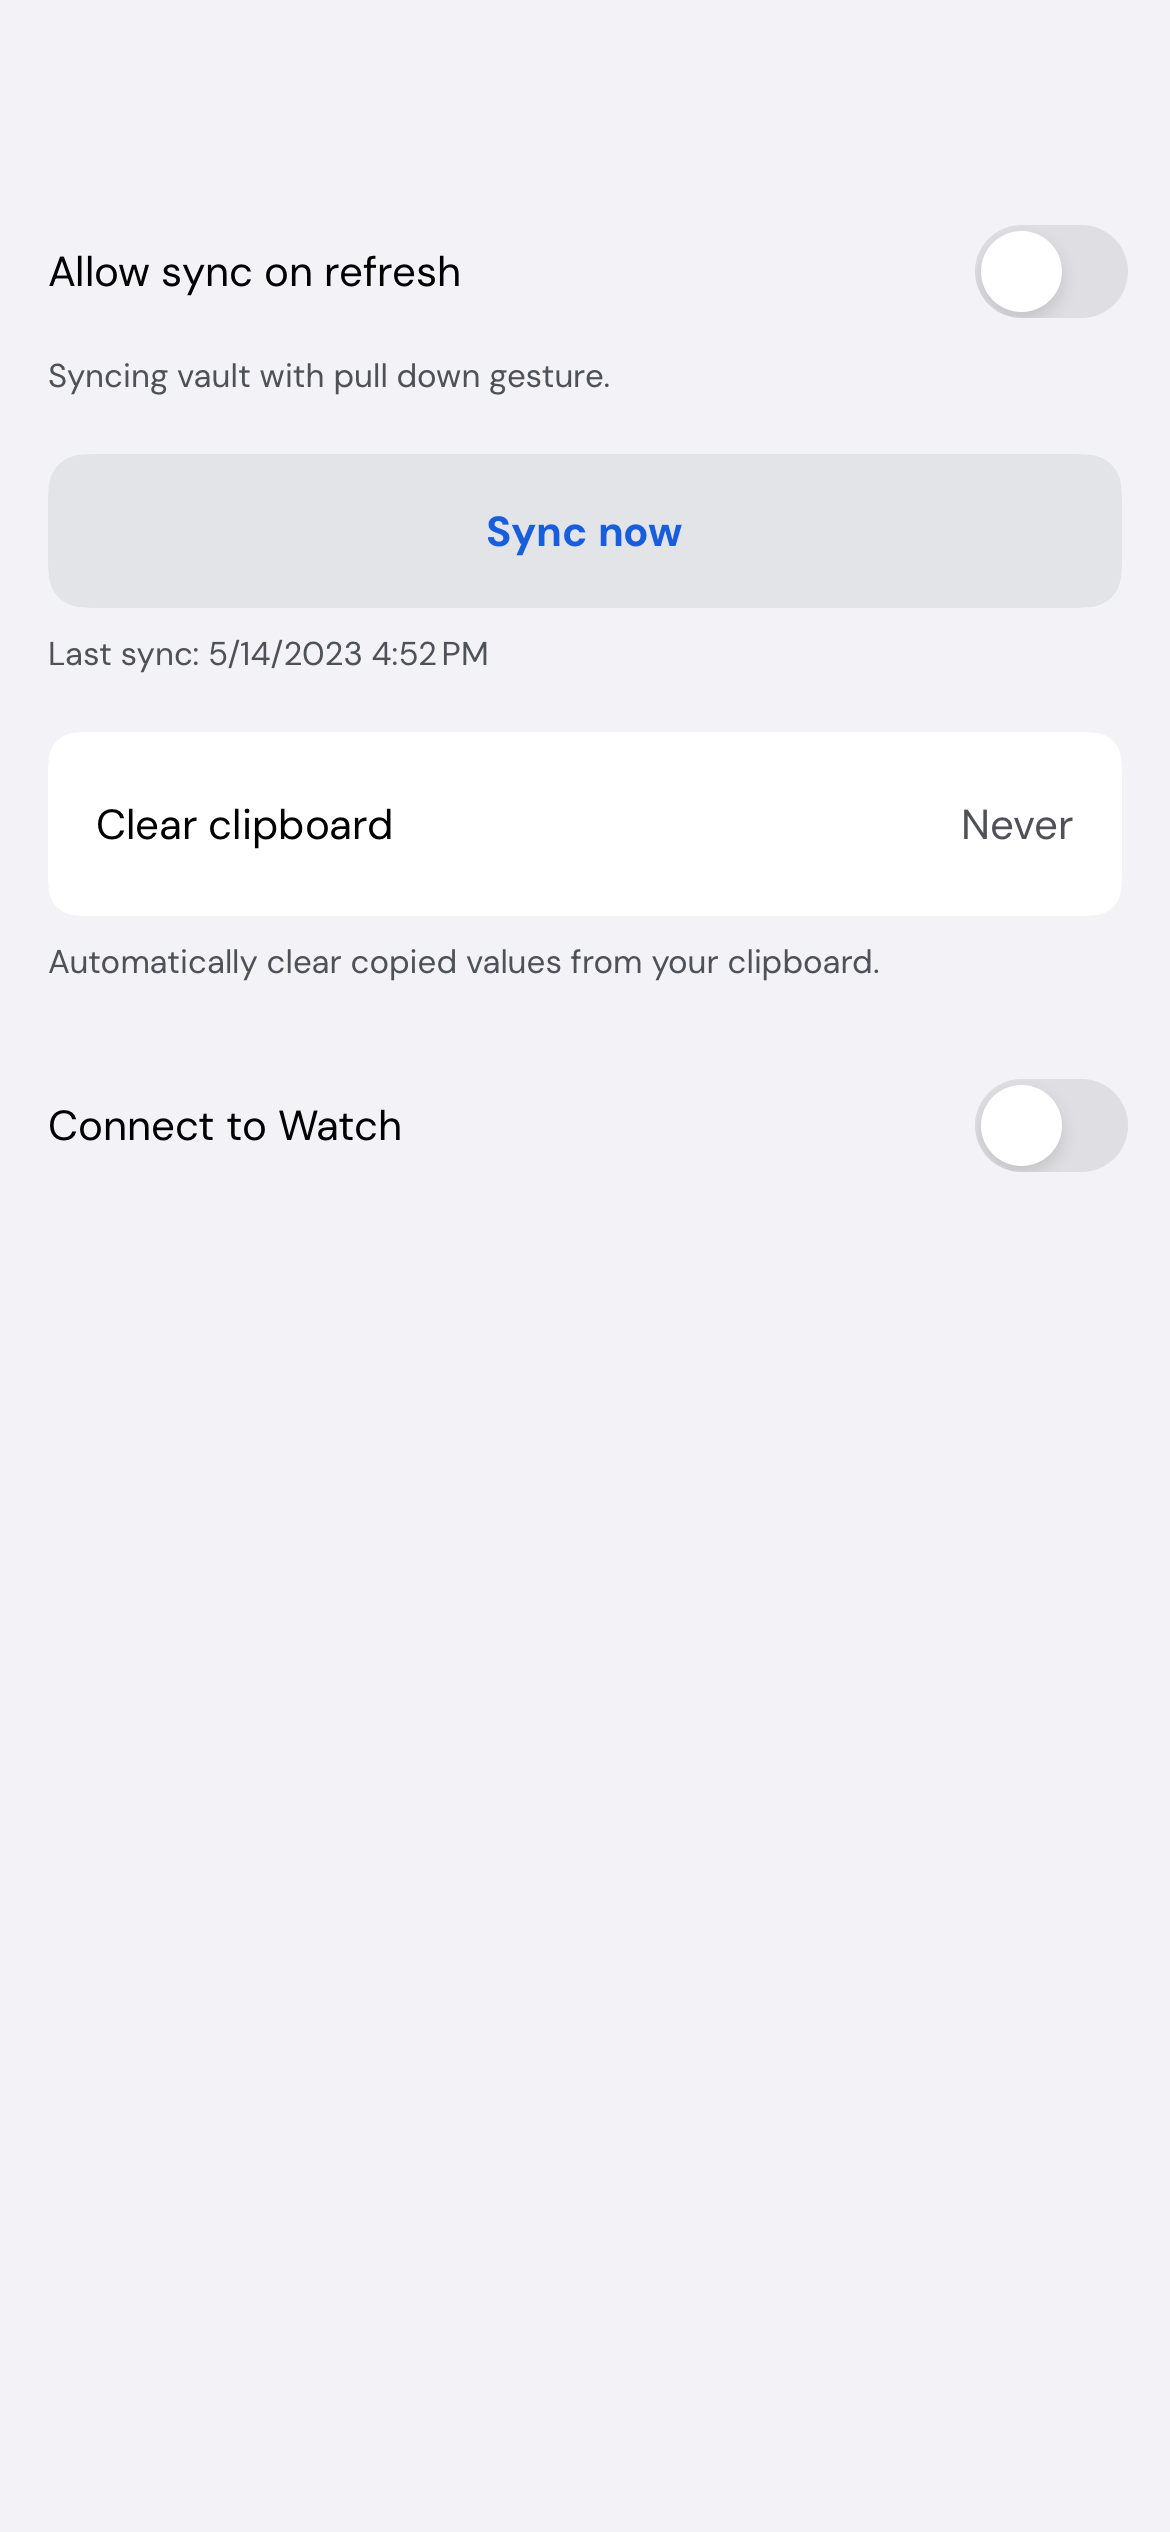 Allow sync on refresh
Syncing vault with pull down gesture.
Sync now
Last sync: 5/14/2023 4:52 PM
Clear clipboard Never
Automatically clear copied values from your clipboard.
Connect to Watch